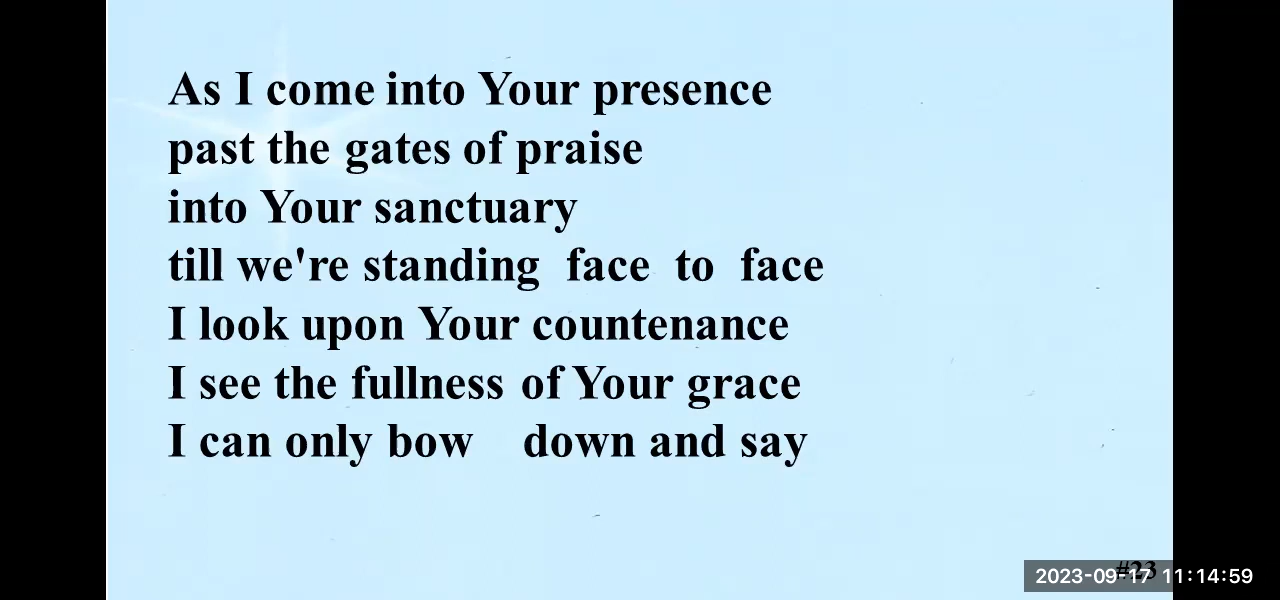 As I come into Your presence
past the gates of praise
into Your sanctuary
till we're standing face to face
I look upon Your countenance
I see the fullness of Your grace
I can only bow down and say
#23
2023-09-17 11:14:59